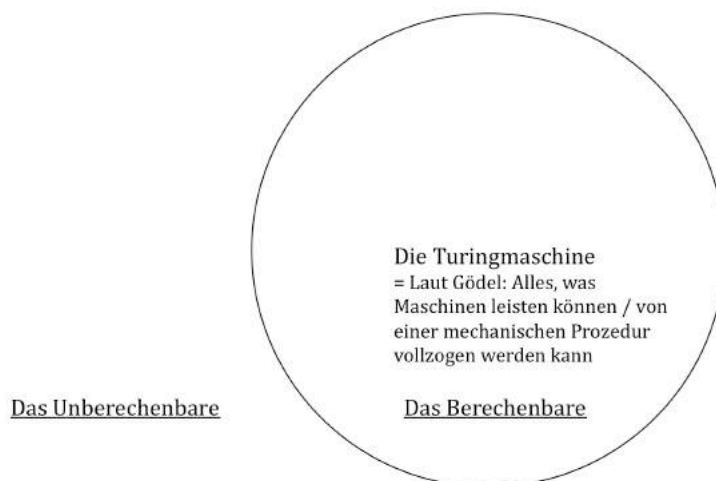 Die Turingmaschine
= Laut Gödel: Alles, was
Maschinen leisten können / von
einer mechanischen Prozedur
vollzogen werden kann
Das Unberechenbare
Das Berechenbare